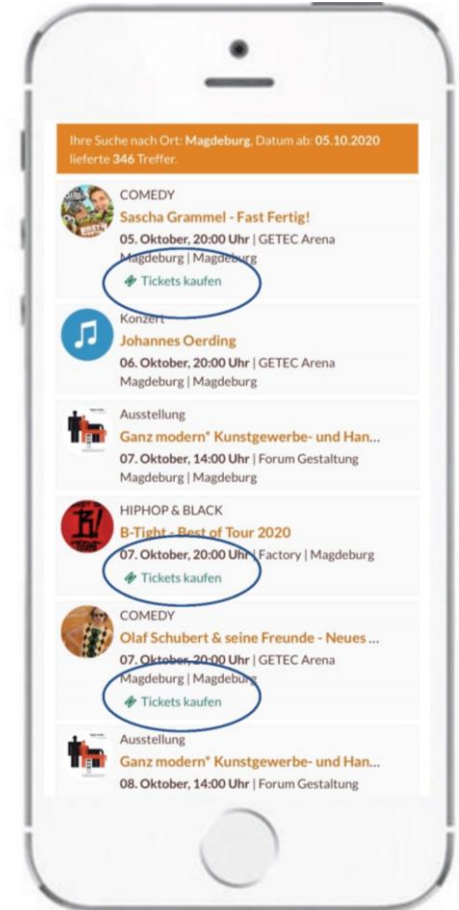 Ihre Suche nach Ort: Magdeburg, Datum ab: 05.10.2020
lieferte 346 Treffer.
COMEDY
Sascha Grammel - Fast Fertig!
05. Oktober, 20:00 Uhr | GETEC Arena
Magdeburg | Magdeburg
Tickets kaufen
Konzert
Johannes Oerding
06. Oktober, 20:00 Uhr | GETEC Arena
Magdeburg | Magdeburg
Ausstellung
Ganz modern* Kunstgewerbe- und Han...
07. Oktober, 14:00 Uhr | Forum Gestaltung
Magdeburg | Magdeburg
HIPHOP & BLACK
B-Tight - Best of Tour 2020
07. Oktober, 20:00 Uhr | Factory | Magdeburg
Tickets kaufen
COMEDY
Olaf Schubert & seine Freunde - Neues ...
07. Oktober, 20:00 Uhr | GETEC Arena
Magdeburg | Magdeburg
Tickets kaufen
Ausstellung
Ganz modern* Kunstgewerbe- und Han...
08. Oktober, 14:00 Uhr | Forum Gestaltung